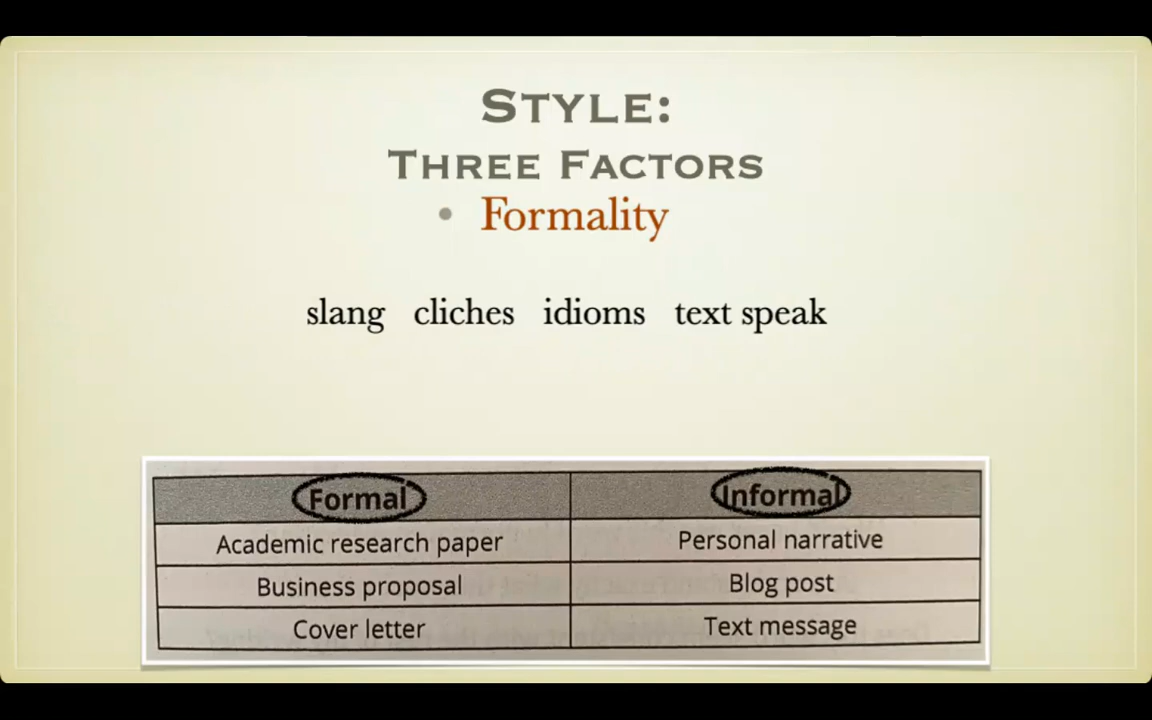 STYLE:
THREE FACTORS
• Formality
slang cliches idioms text speak
Formal Informal
Academic research paper Personal narrative
Business proposal Blog post
Cover letter Text message